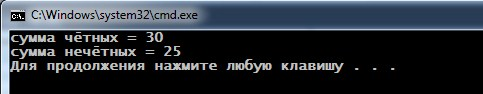 C:\Windows\system32\cmd.exe
сумма чётных = 30
сумма нечётных = 25
Для продолжения нажмите любую клавишу . . .